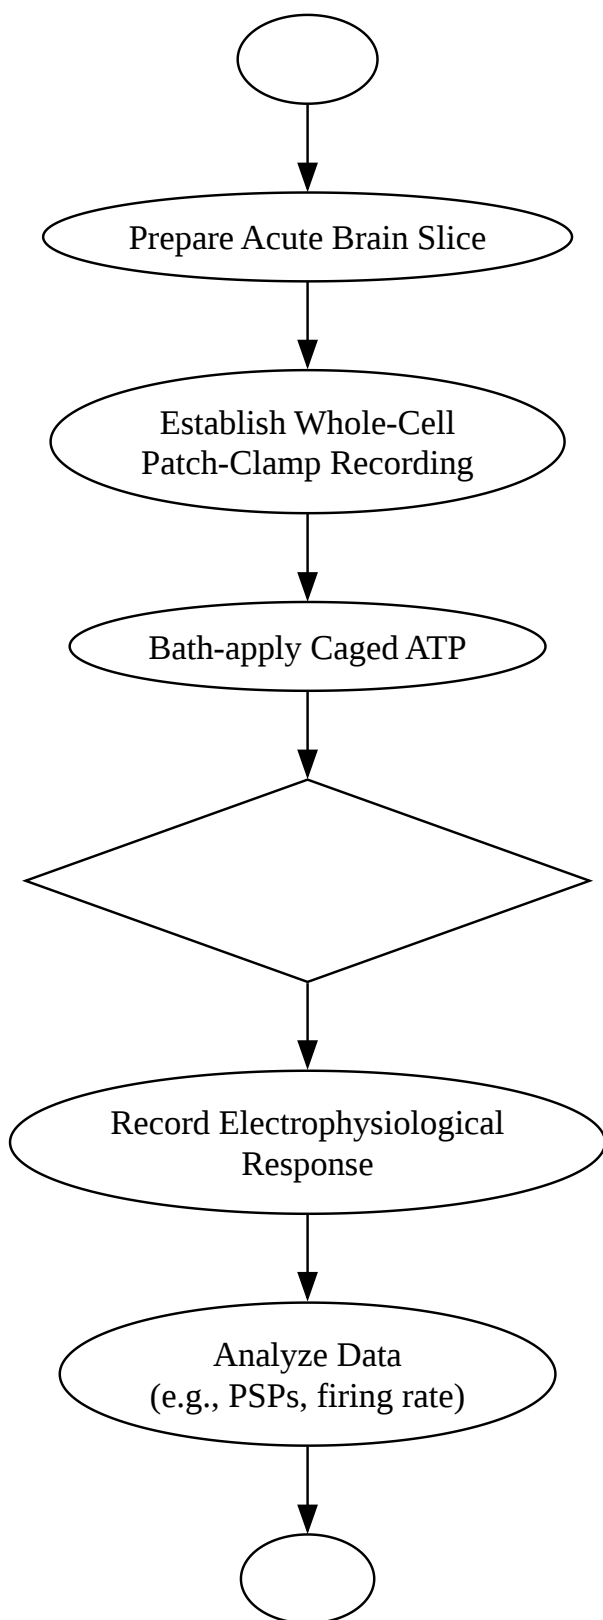 Prepare Acute Brain Slice
Establish Whole-Cell
Patch-Clamp Recording
Bath-apply Caged ATP
Record Electrophysiological
Response
Analyze Data
(e.g., PSPs, firing rate)